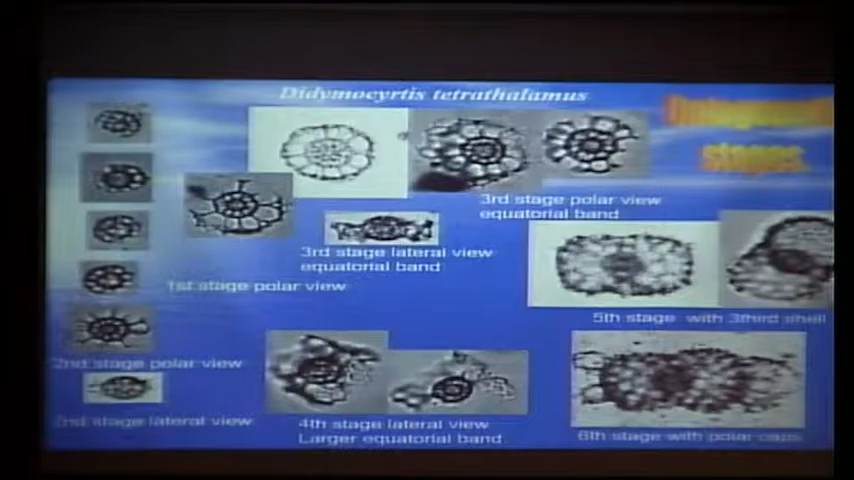 Didymocyrtis tetrathalamus
stages
3rd stage polar view
equatorial band
3rd stage lateral view
equatorial band
1st stage polar view
5th stage with 3third shell
2nd stage polar view
2nd stage lateral view
4th stage lateral view
Larger equatorial band
6th stage with polar caps